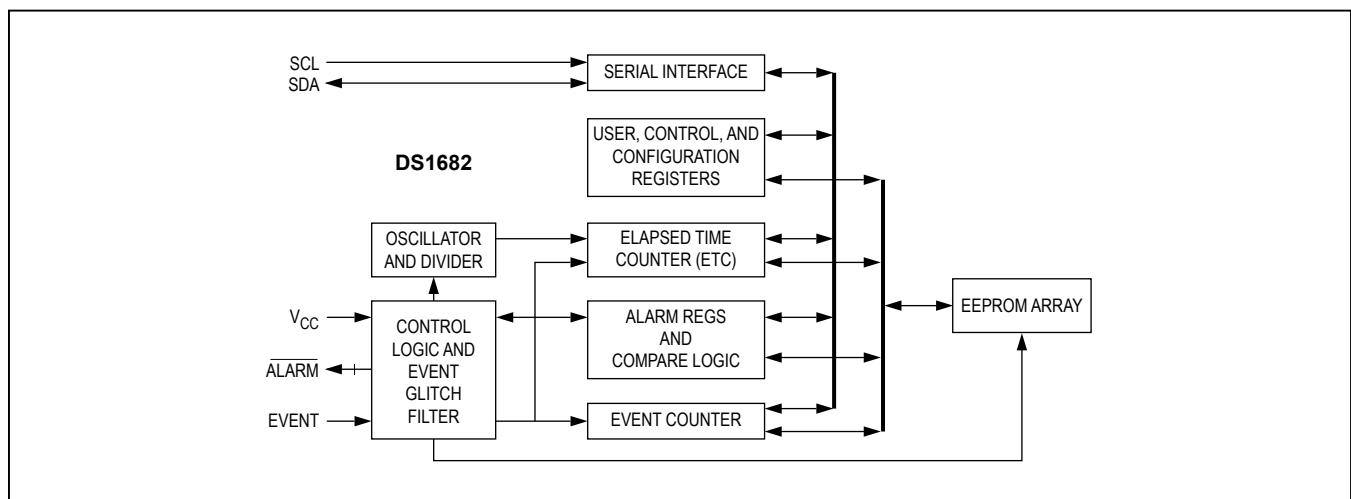 SCL
SDA
SERIAL INTERFACE
USER, CONTROL, AND
CONFIGURATION
REGISTERS
DS1682
OSCILLATOR
AND DIVIDER
ELAPSED TIME
COUNTER (ETC)
VCC
ALARM
EVENT
CONTROL
LOGIC AND
EVENT
GLITCH
FILTER
ALARM REGS
AND
COMPARE LOGIC
EVENT COUNTER
EEPROM ARRAY